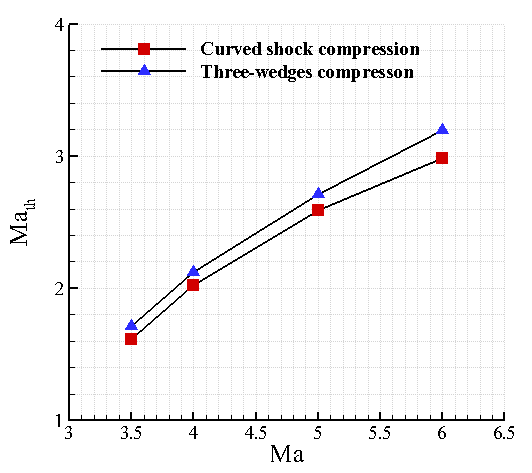 4
Curved shock compression
Three-wedges compresson
3
Ma_th
2
1
3 3.5 4 4.5 5 5.5 6 6.5
Ma